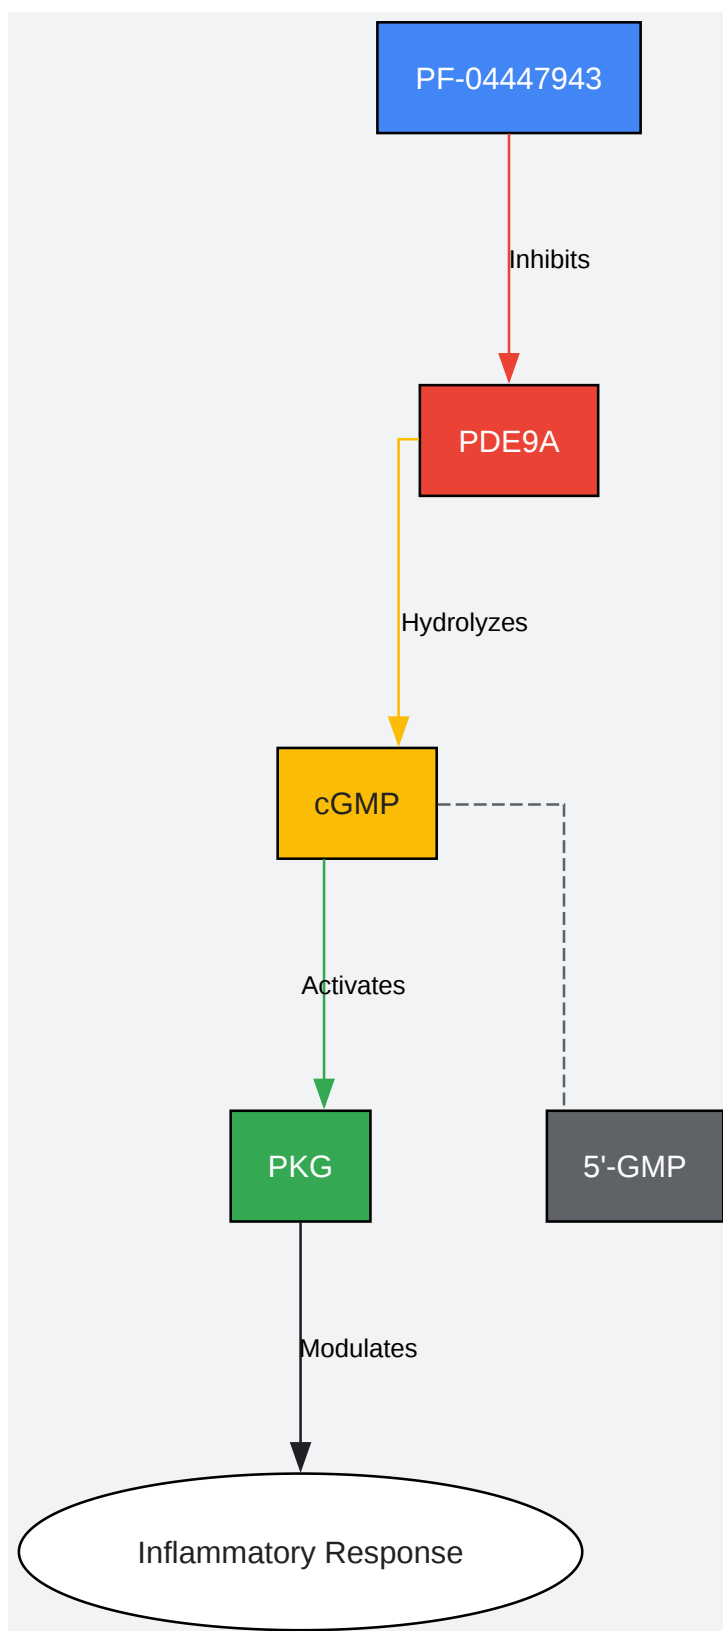 PF-04447943
Inhibits
PDE9A
Hydrolyzes
cGMP
Activates
PKG
5'-GMP
Modulates
Inflammatory Response